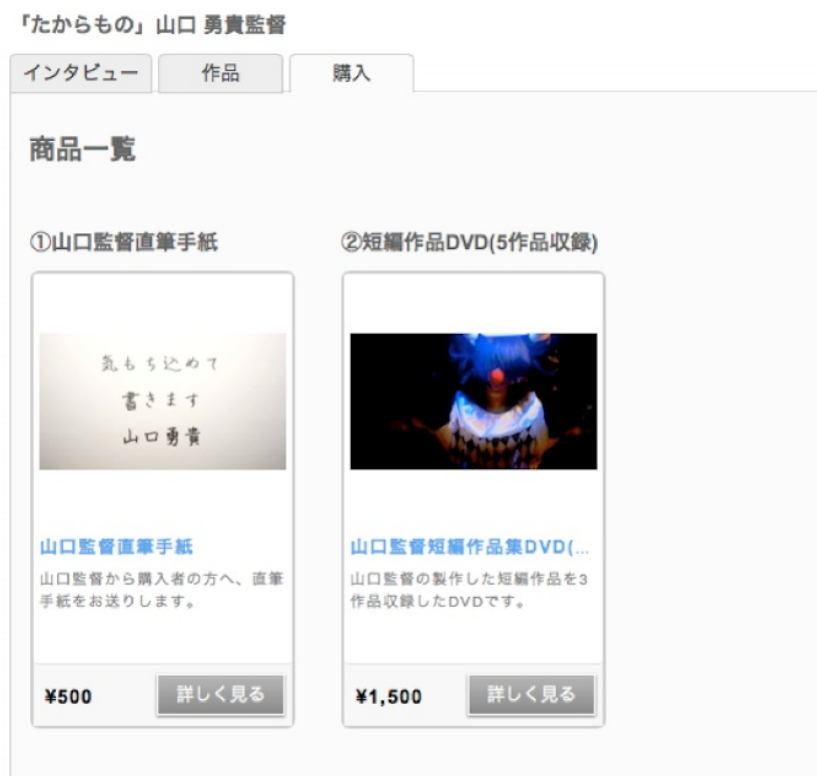 「たからもの」山口 勇貴監督
インタビュー
作品
購入
商品一覧
①山口監督直筆手紙
②短編作品DVD(5作品収録)
気もち込めて
書きます
山口勇貴
山口監督直筆手紙
山口監督から購入者の方へ、直筆
手紙をお送りします。
山口監督短編作品集DVD(...
山口監督の製作した短編作品を3
作品収録したDVDです。
¥500
詳しく見る
¥1,500
詳しく見る